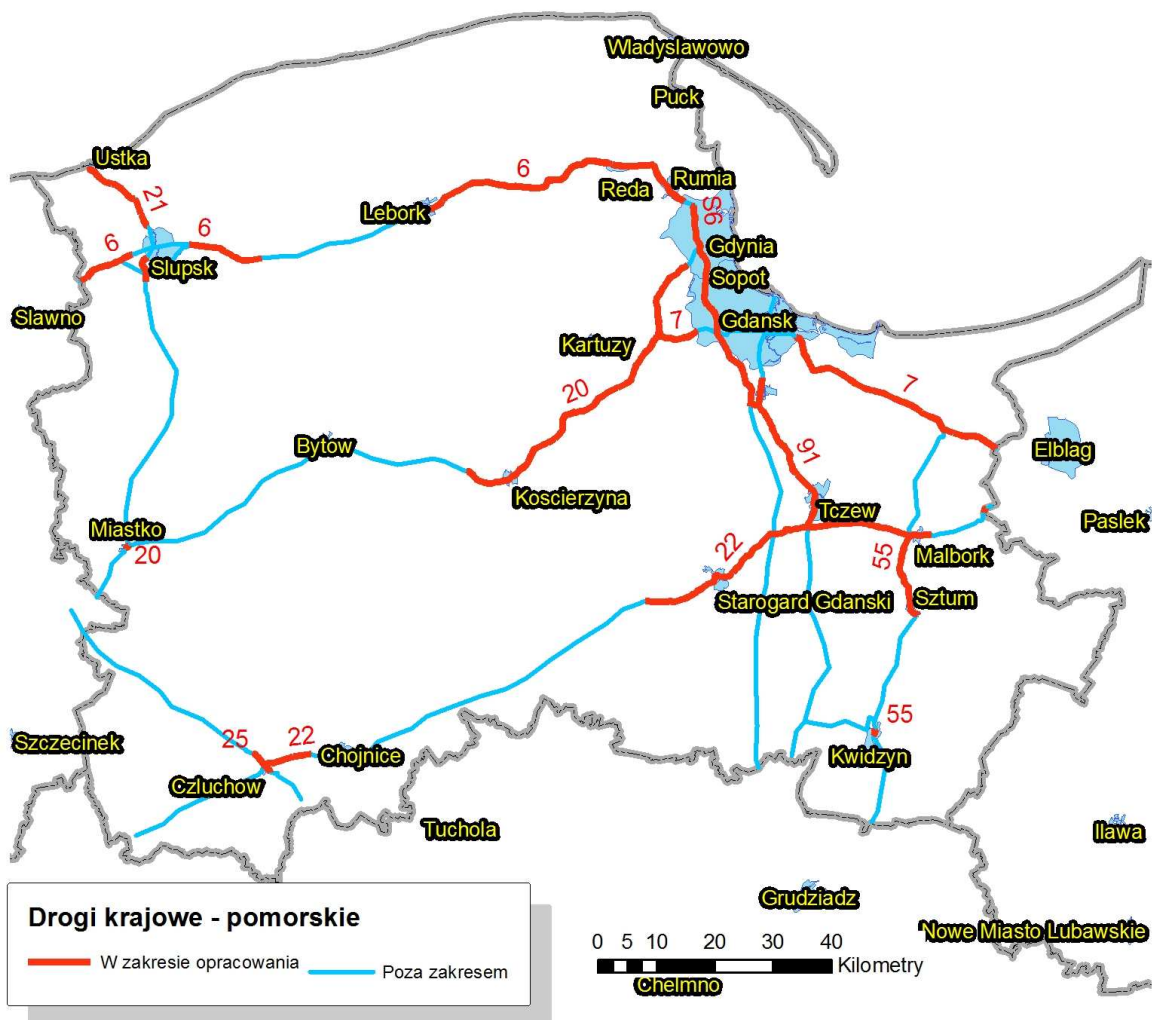 Wladyslawowo
Puck
Ustka
6
Reda
Rumia
21
Lebork
S6
6
6
Gdynia
Slupsk
Sopot
Slawno
7
Gdansk
Kartuzy
20
7
Bytow
Elblag
91
Koscierzyna
Tczew
Miastko
Paslek
20
22
55
Malbork
Starogard Gdanski
Sztum
25
22
55
Szczecinek
Chojnice
Kwidzyn
Czluchow
Tuchola
Ilawa
Drogi krajowe - pomorskie
W zakresie opracowania
Poza zakresem
Grudziadz
Nowe Miasto Lubawskie
0 5 10 20 30 40
Kilometry
Chelmno